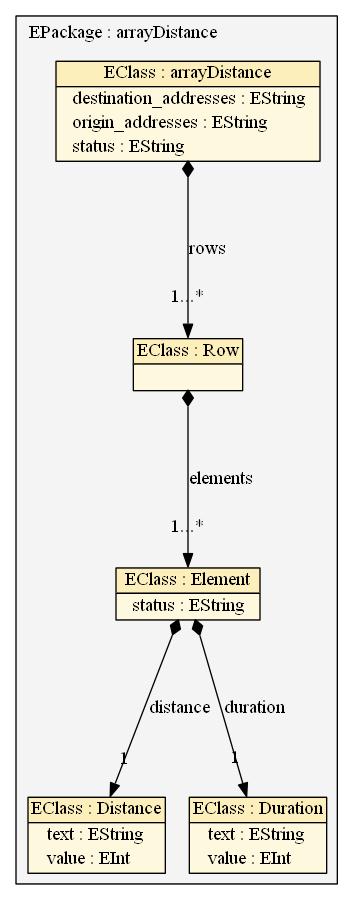 EPackage : arrayDistance
EClass : arrayDistance
destination_addresses : EString
origin_addresses : EString
status : EString
rows
1...*
EClass : Row
elements
1...*
EClass : Element
status : EString
distance
duration
1
1
EClass : Distance
text : EString
value : EInt
EClass : Duration
text : EString
value : EInt